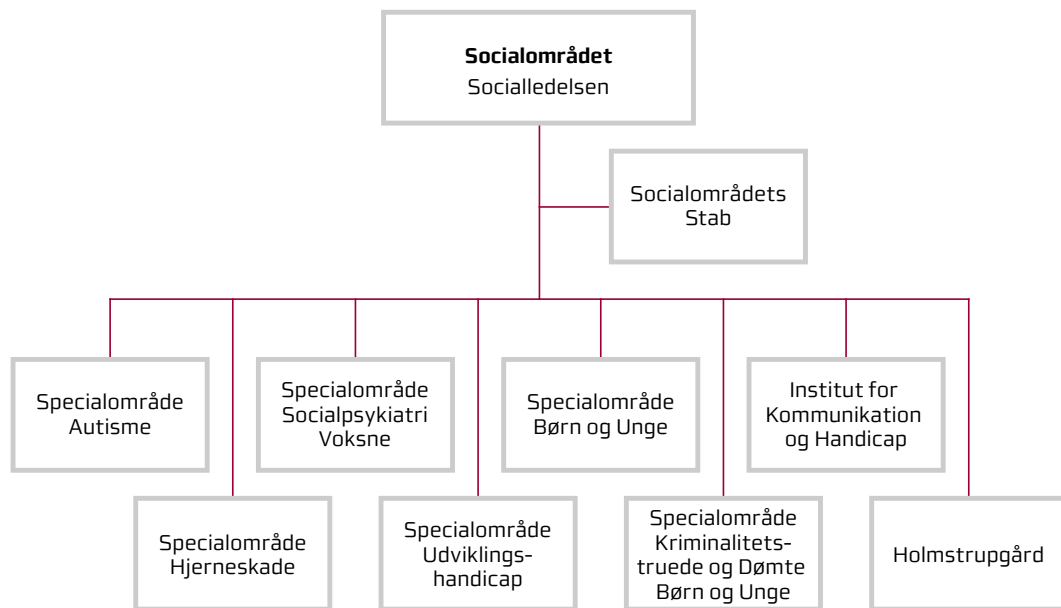 Socialområdet
Socialledelsen
Socialområdets
Stab
Specialområde
Autisme
Specialområde
Socialpsykiatri
Voksne
Specialområde
Børn og Unge
Institut for
Kommunikation
og Handicap
Specialområde
Hjerneskade
Specialområde
Udviklings-
handicap
Specialområde
Kriminalitets-
truede og Dømte
Børn og Unge
Holmstrupgård